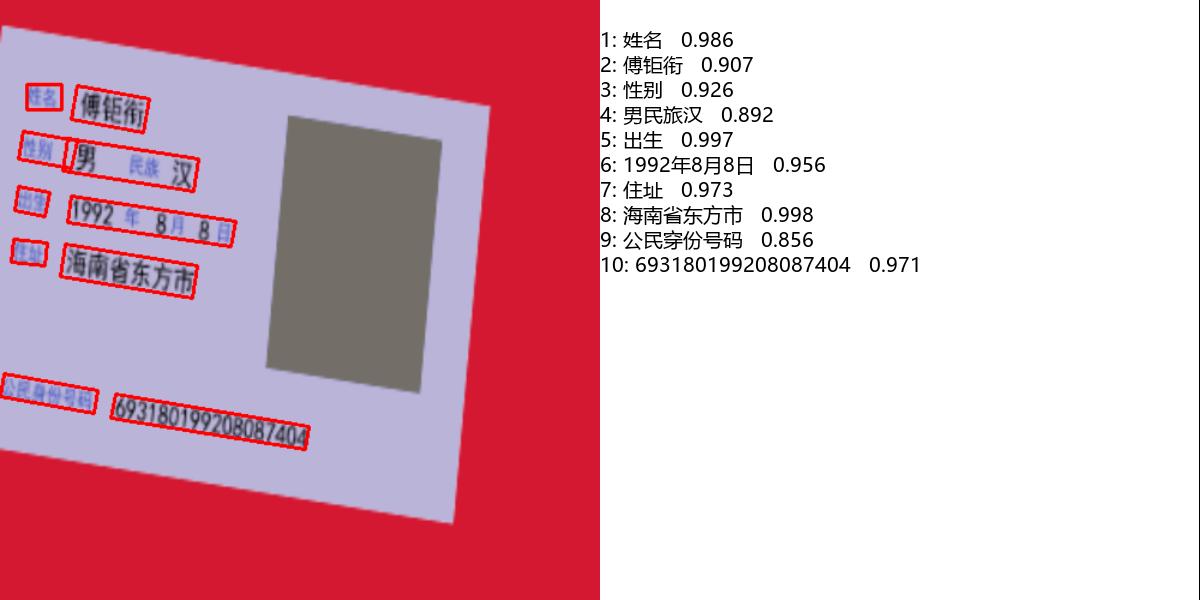 姓名 傅钜衔
性别 男 民族 汉
出生 1992 年 8 月 8 日
住址 海南省东方市
公民身份号码 693180199208087404
1: 姓名 0.986
2: 傅钜衔 0.907
3: 性别 0.926
4: 男民旅汉 0.892
5: 出生 0.997
6: 1992年8月8日 0.956
7: 住址 0.973
8: 海南省东方市 0.998
9: 公民穿份号码 0.856
10: 693180199208087404 0.971